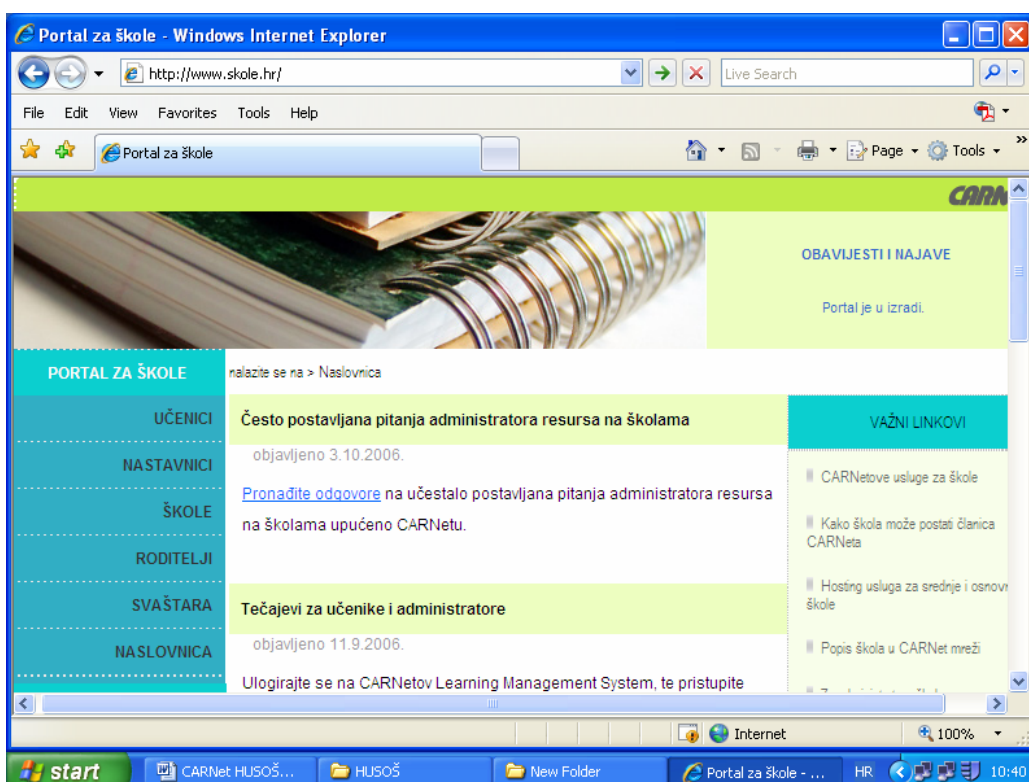 Portal za škole - Windows Internet Explorer
http://www.skole.hr/
Live Search
File Edit View Favorites Tools Help
Portal za škole
Page Tools »
OBAVIJESTI I NAJAVE
Portal je u izradi.
PORTAL ZA ŠKOLE
UČENICI
NASTAVNICI
ŠKOLE
RODITELJI
SVAŠTARA
NASLOVNICA
nalazite se na > Naslovnica
Često postavljana pitanja administratora resursa na školama
objavljeno 3.10.2006.
Pronađite odgovore na učestalo postavljana pitanja administratora resursa
na školama upućeno CARNetu.
Tečajevi za učenike i administratore
objavljeno 11.9.2006.
Ulogirajte se na CARNetov Learning Management System, te pristupite
VAŽNI LINKOVI
CARNetove usluge za škole
Kako škola može postati članica
CARNeta
Hosting usluga za srednje i osnovn
škole
Popis škola u CARNet mreži
Internet
100%
start
CARNet HUSOŠ...
HUSOŠ
New Folder
Portal za škole - ...
HR
10:40